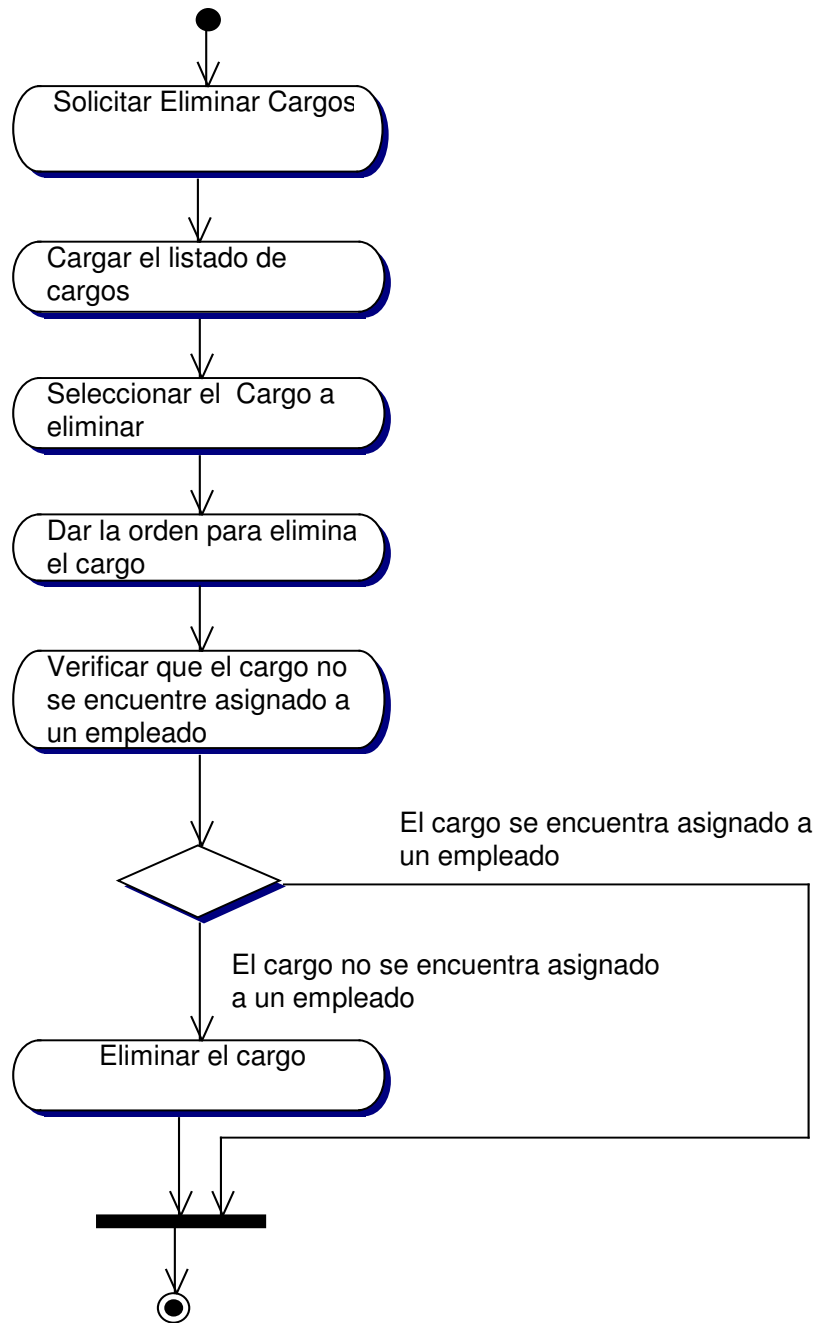 Solicitar Eliminar Cargos
Cargar el listado de
cargos
Seleccionar el  Cargo a
eliminar
Dar la orden para elimina
el cargo
Verificar que el cargo no
se encuentre asignado a
un empleado
El cargo se encuentra asignado a
un empleado
El cargo no se encuentra asignado
a un empleado
Eliminar el cargo